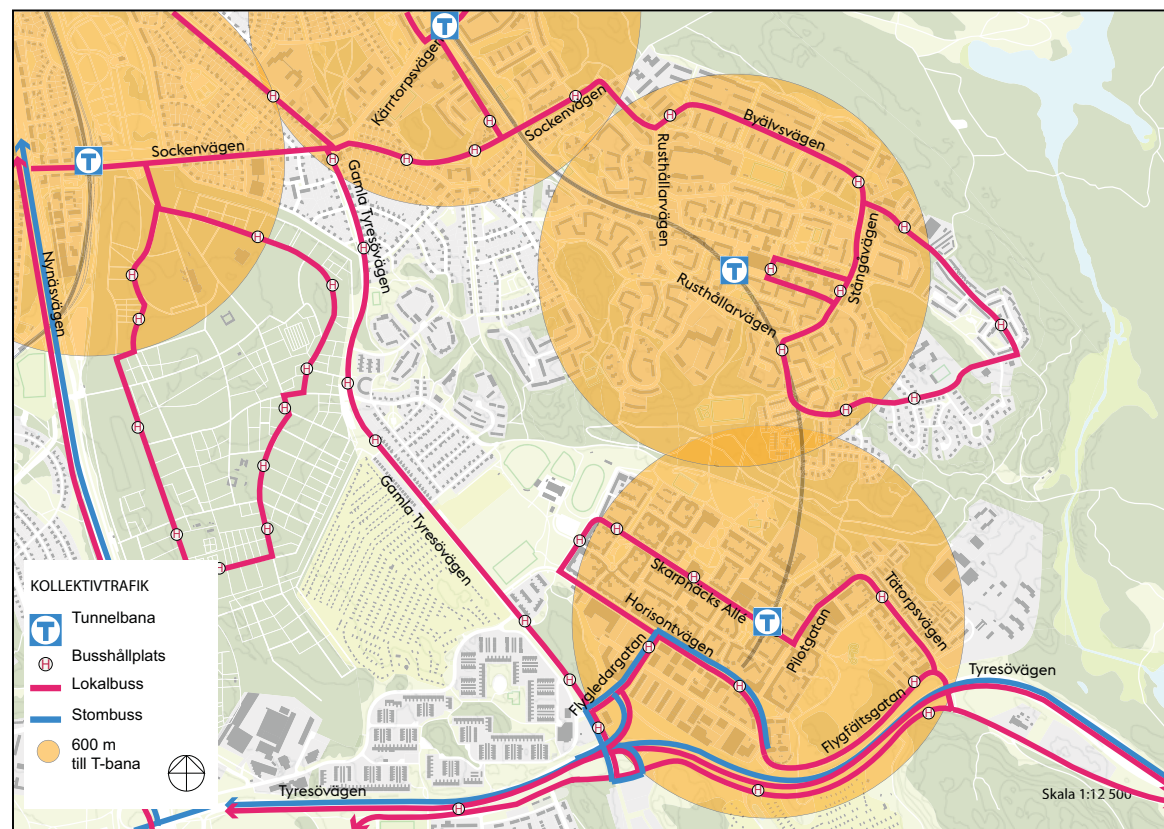 T
Kärrtorpsvägen
Sockenvägen
Byälvsvägen
Sockenvägen
T
Rusthållarvägen
Gamla Tyresövägen
Nynäsvägen
T
Stångåvägen
Rusthållarvägen
Gamla Tyresövägen
Skarpnäcks Allé
Tätorpsvägen
Horisontvägen
T
Pilotgatan
Flygledargatan
Flygfältsgatan
Tyresövägen
Tyresövägen
KOLLEKTIVTRAFIK
T Tunnelbana
H Busshållplats
Lokalbuss
Stombuss
600 m
till T-bana
Skala 1:12 500